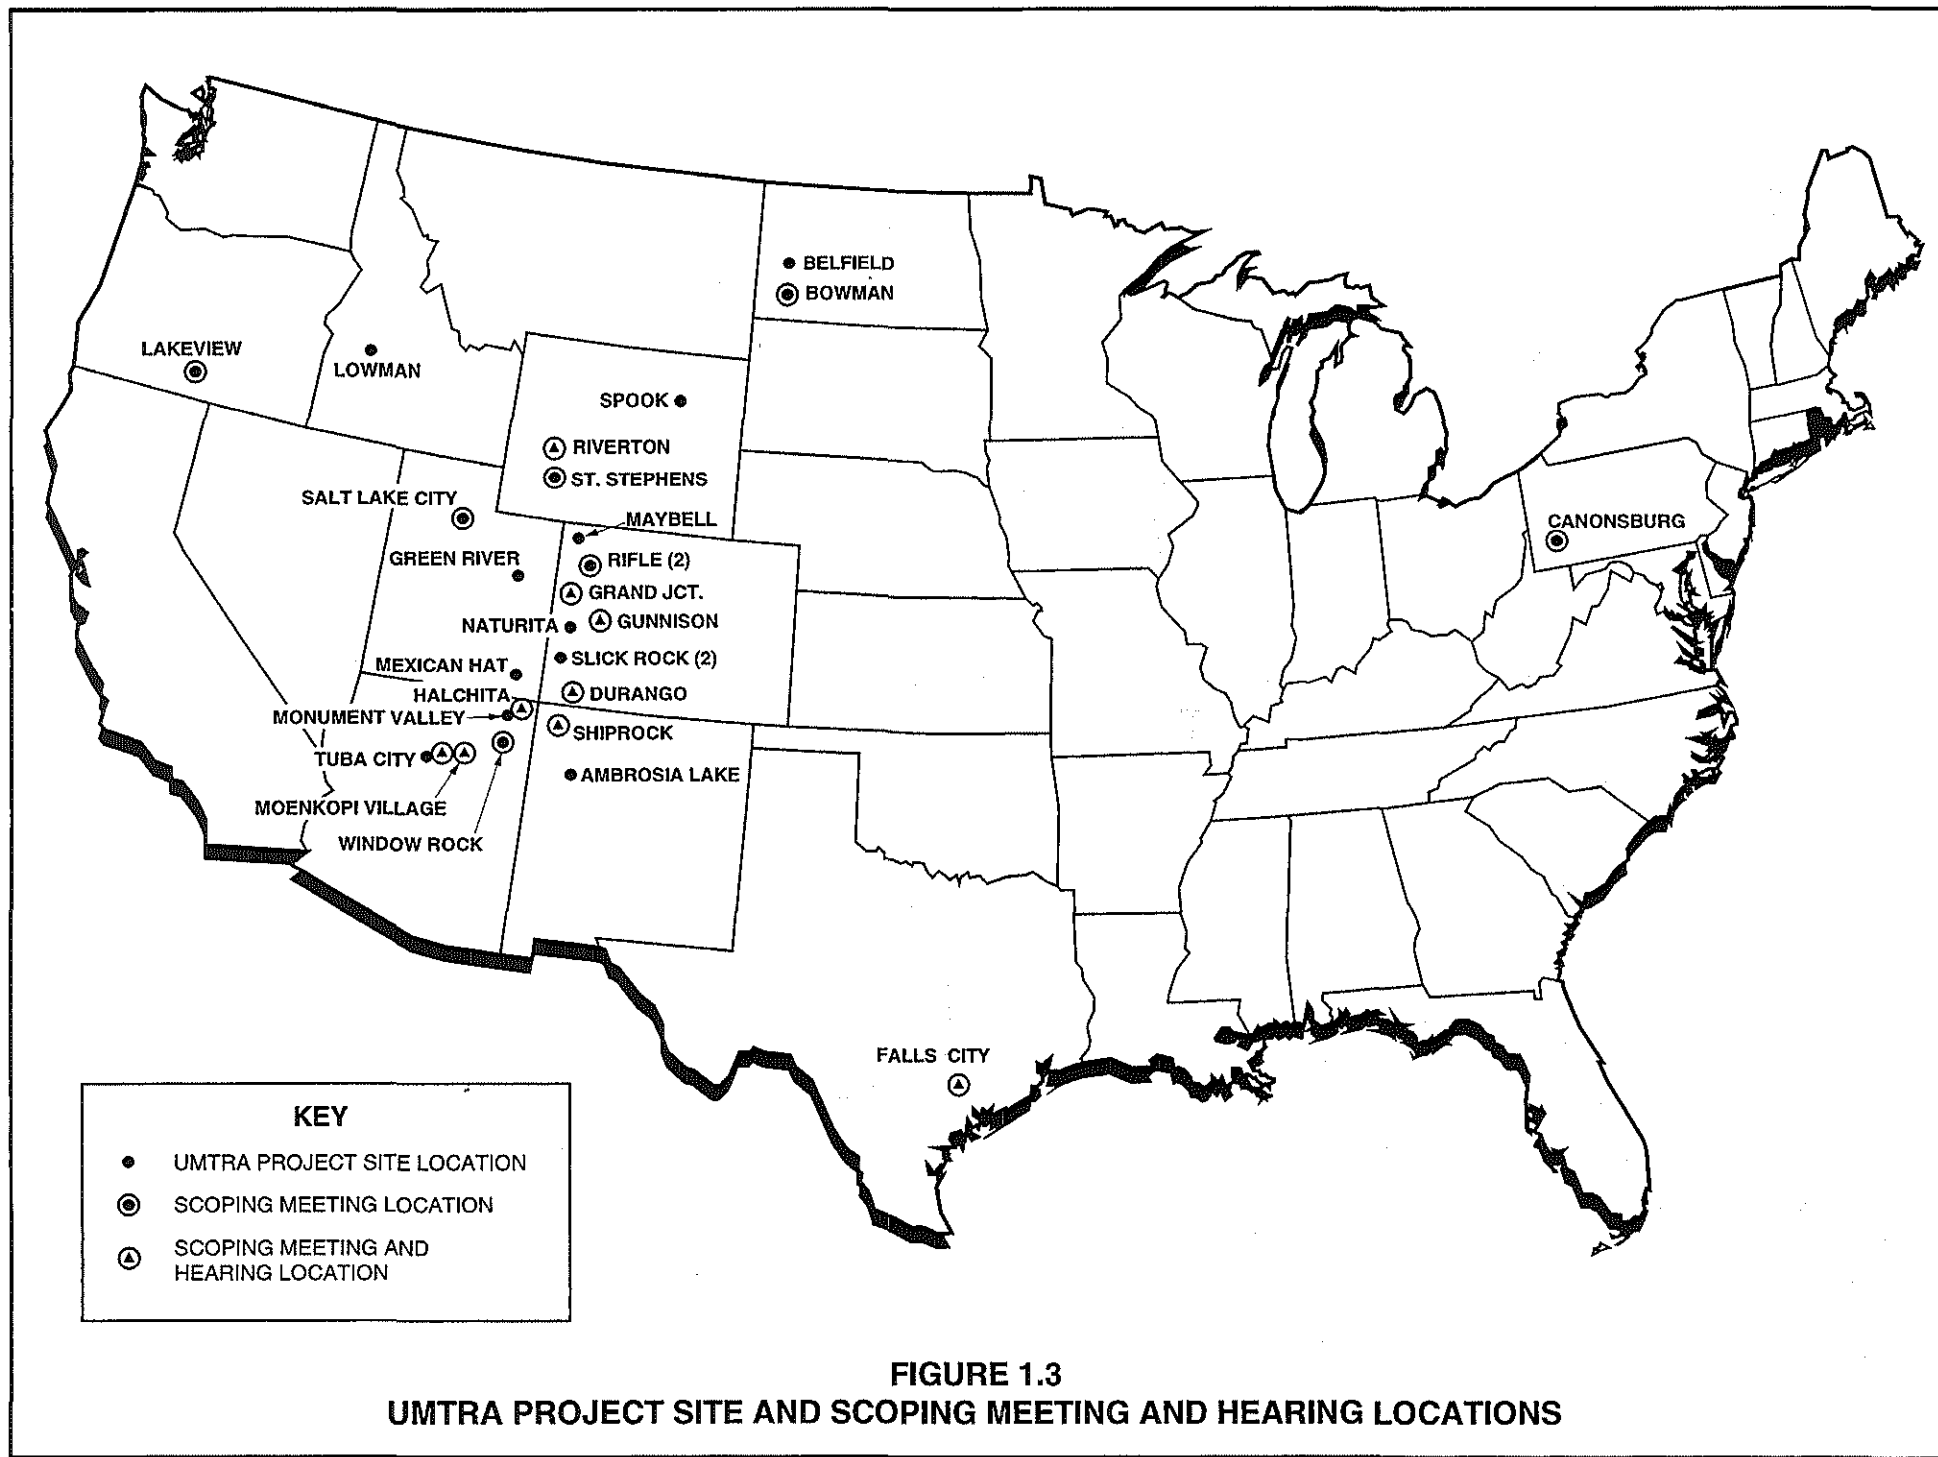 BELFIELD
BOWMAN
LAKEVIEW
LOWMAN
SPOOK
RIVERTON
ST. STEPHENS
SALT LAKE CITY
MAYBELL
CANONSBURG
GREEN RIVER
RIFLE (2)
GRAND JCT.
GUNNISON
NATURITA
SLICK ROCK (2)
MEXICAN HAT
HALCHITA
DURANGO
MONUMENT VALLEY
SHIPROCK
TUBA CITY
AMBROSIA LAKE
MOENKOPI VILLAGE
WINDOW ROCK
FALLS CITY
KEY
UMTRA PROJECT SITE LOCATION
SCOPING MEETING LOCATION
SCOPING MEETING AND
HEARING LOCATION
FIGURE 1.3
UMTRA PROJECT SITE AND SCOPING MEETING AND HEARING LOCATIONS